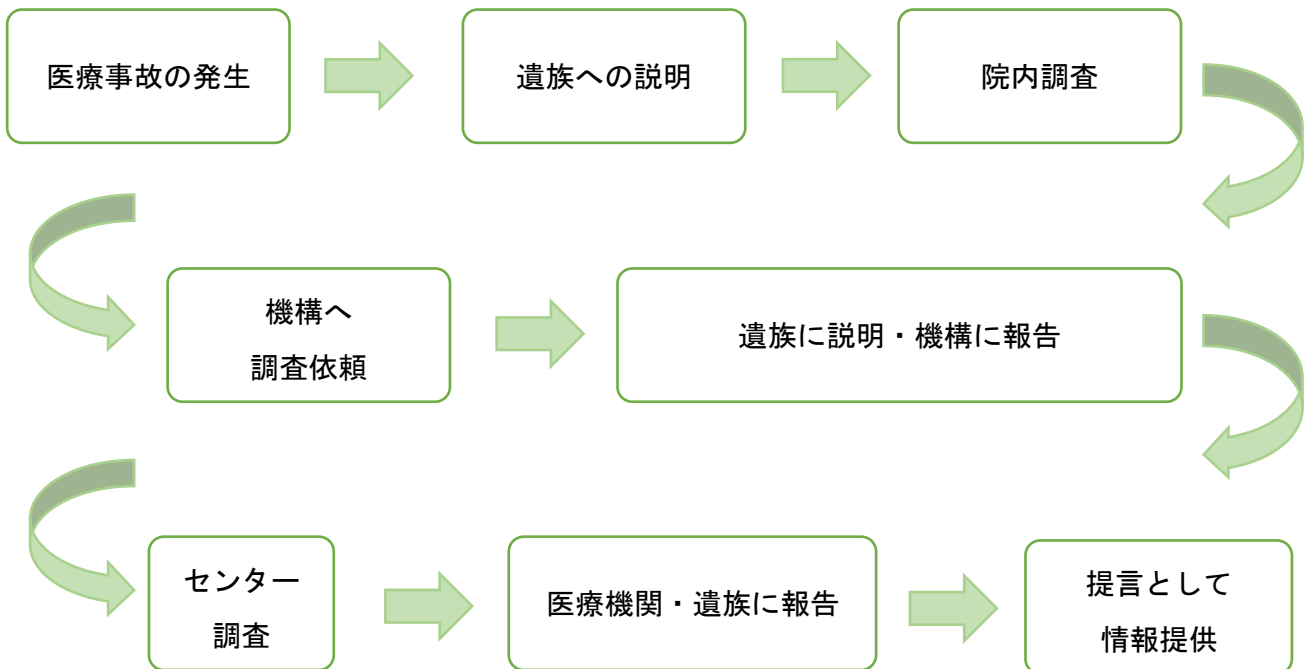 医療事故の発生
遺族への説明
院内調査
機構へ
調査依頼
遺族に説明・機構に報告
センター
調査
医療機関・遺族に報告
提言として
情報提供